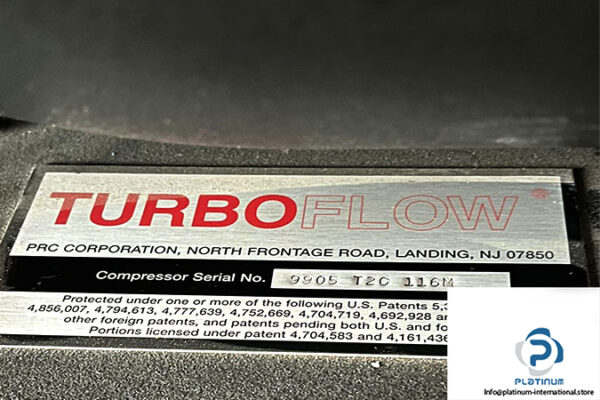 TURBOFLOW®
PRC CORPORATION, NORTH FRONTAGE ROAD, LANDING, NJ 07850
Compressor Serial No. 9905 T2C 116M
Protected under one or more of the following U.S. Patents
4,856,007, 4,794,613, 4,777,639, 4,752,669, 4,704,719, 4,692,928
other foreign patents, and patents pending both U.S. and
Portions licensed under patent 4,704,583 and 4,161,436
PLATINUM
Info@platinum-international.store